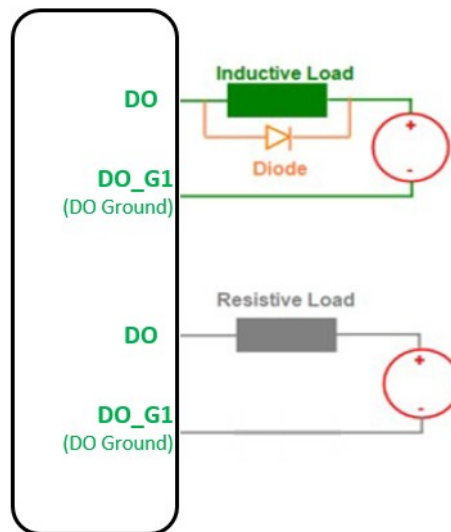 Inductive Load
DO
+
Diode
-
DO_G1
(DO Ground)
Resistive Load
DO
+
DO_G1
-
(DO Ground)